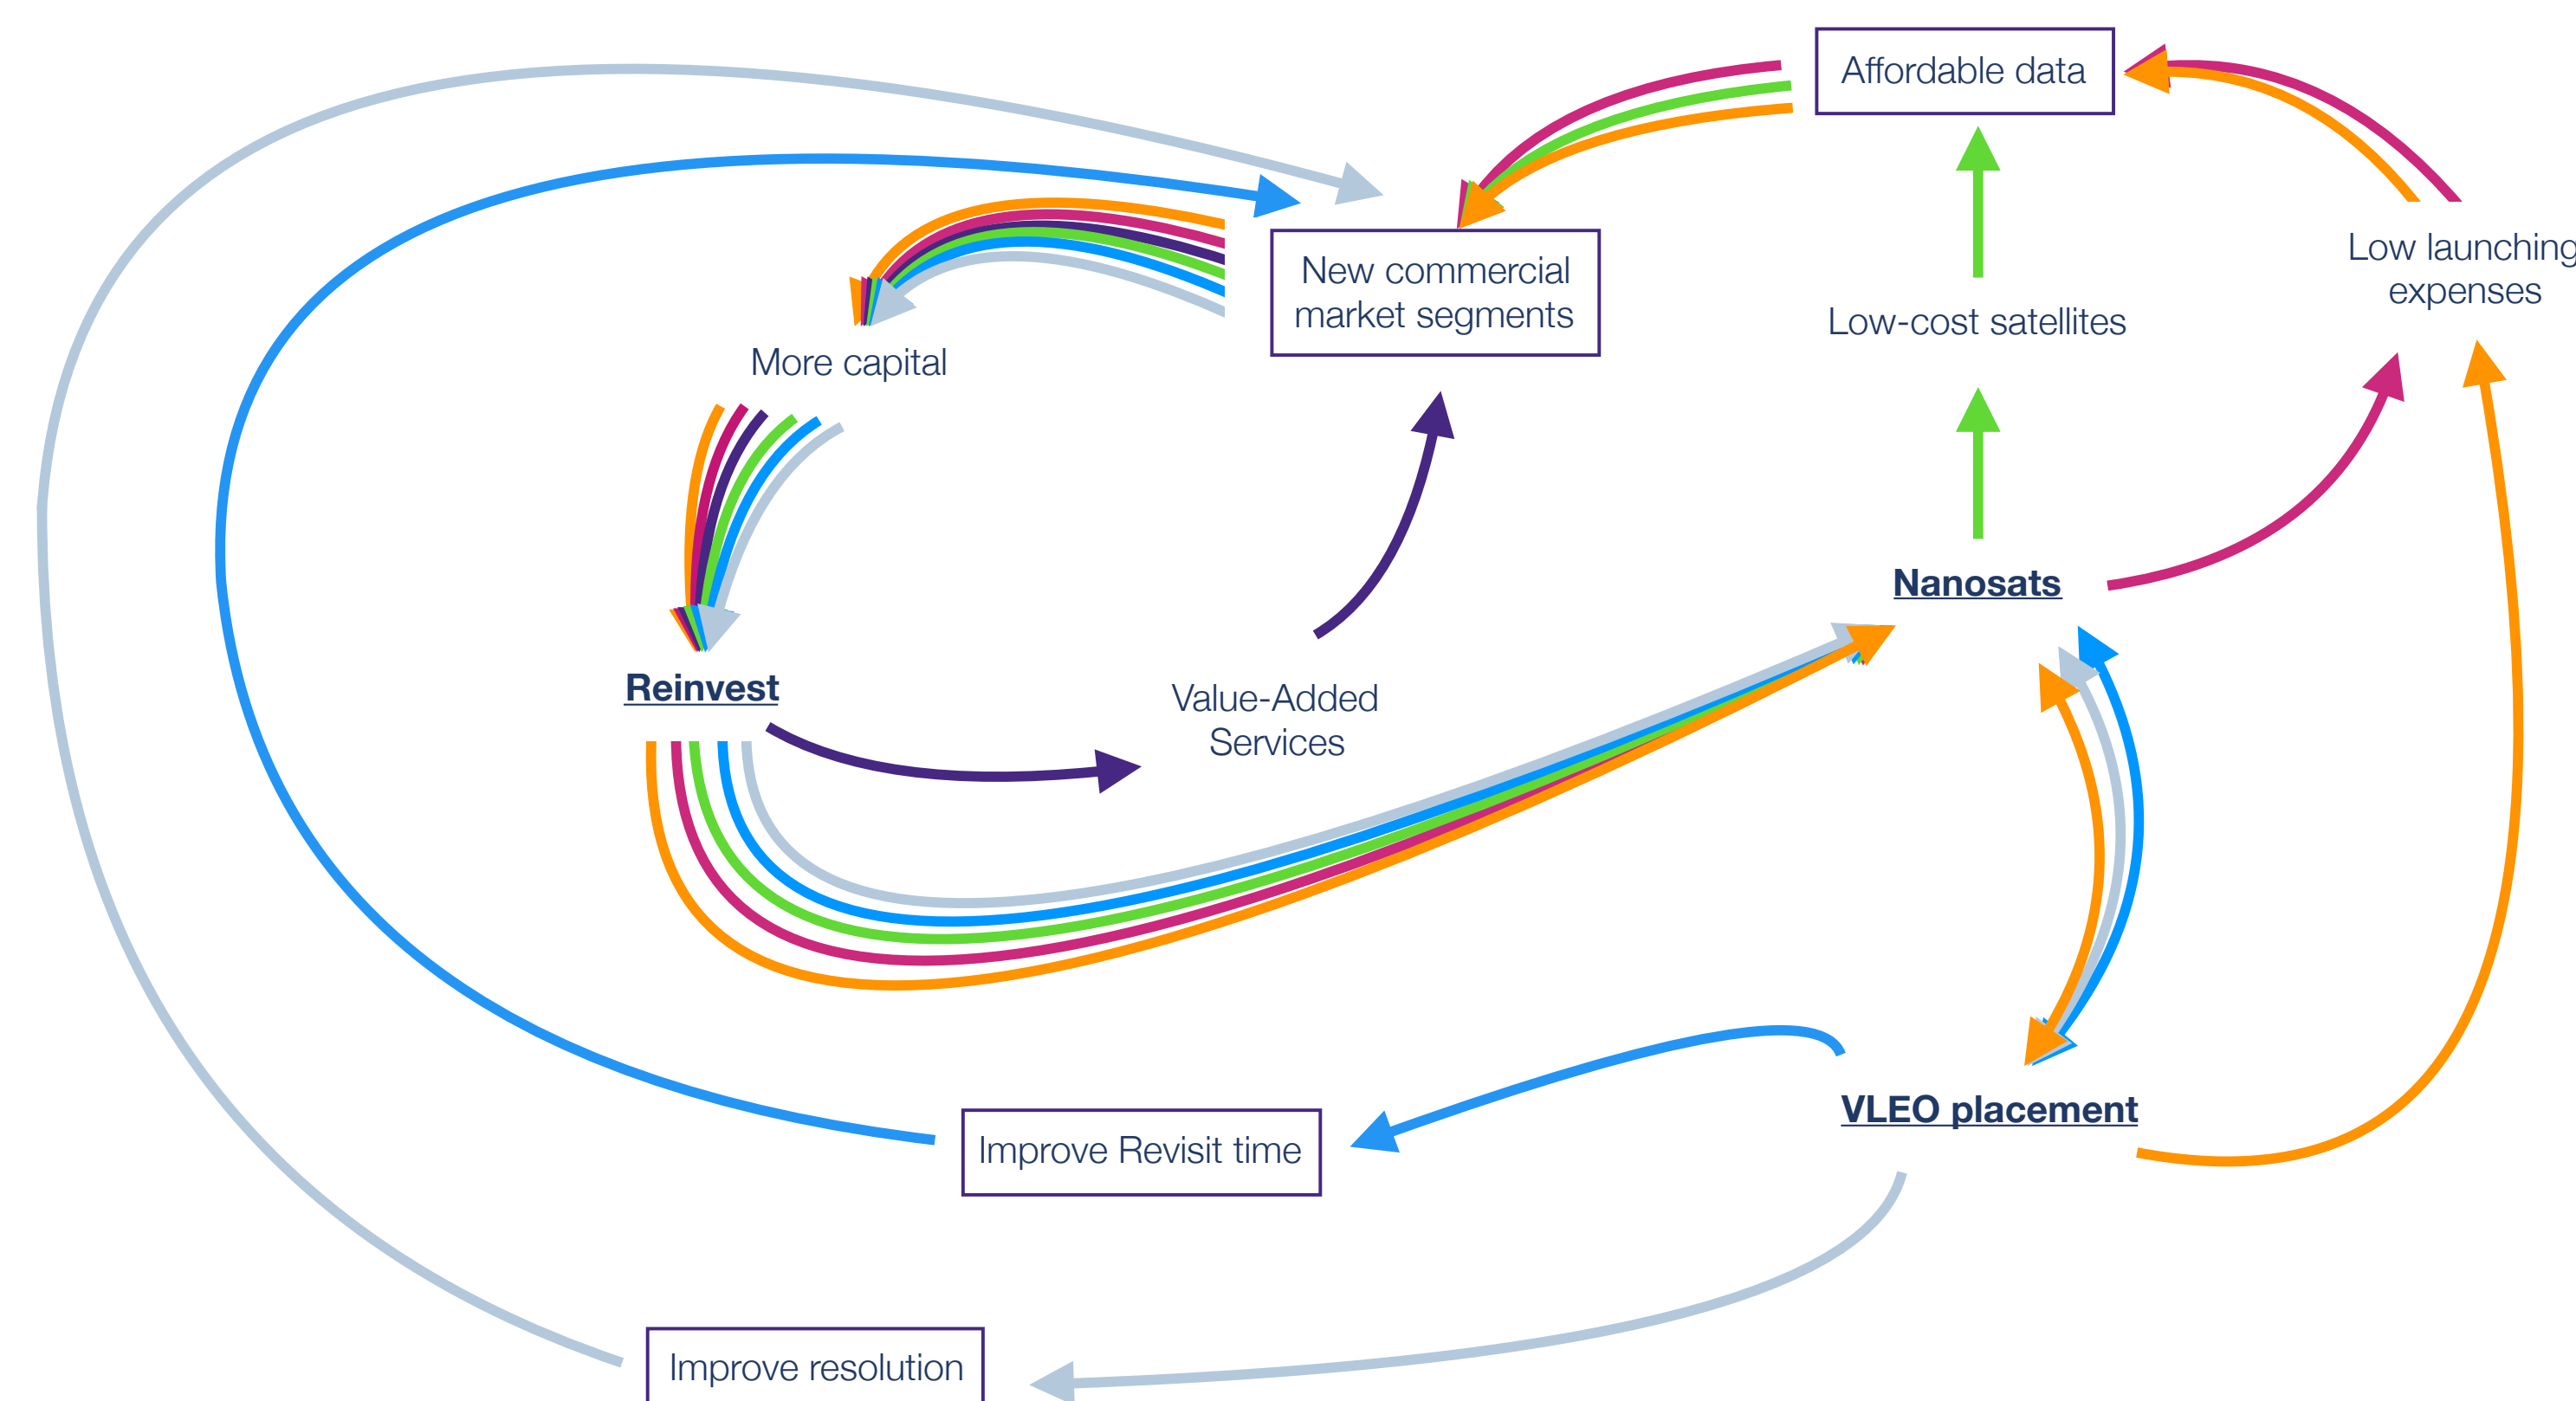 Affordable data
Low launching
expenses
New commercial
market segments
Low-cost satellites
More capital
Nanosats
Reinvest
Value-Added
Services
VLEO placement
Improve Revisit time
Improve resolution